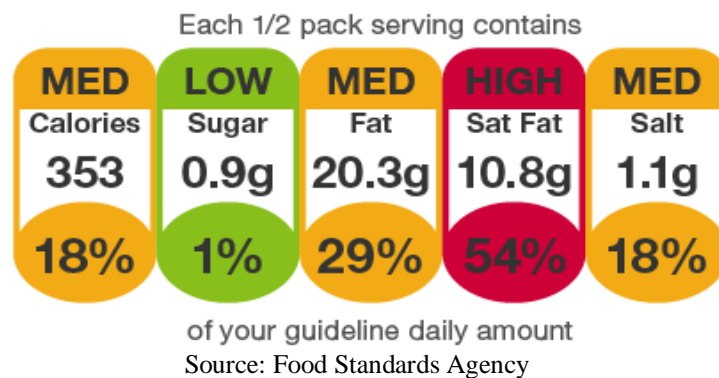 Each 1/2 pack serving contains
MED LOW MED HIGH MED
Calories Sugar Fat Sat Fat Salt
353 0.9g 20.3g 10.8g 1.1g
18% 1% 29% 54% 18%
of your guideline daily amount
Source: Food Standards Agency